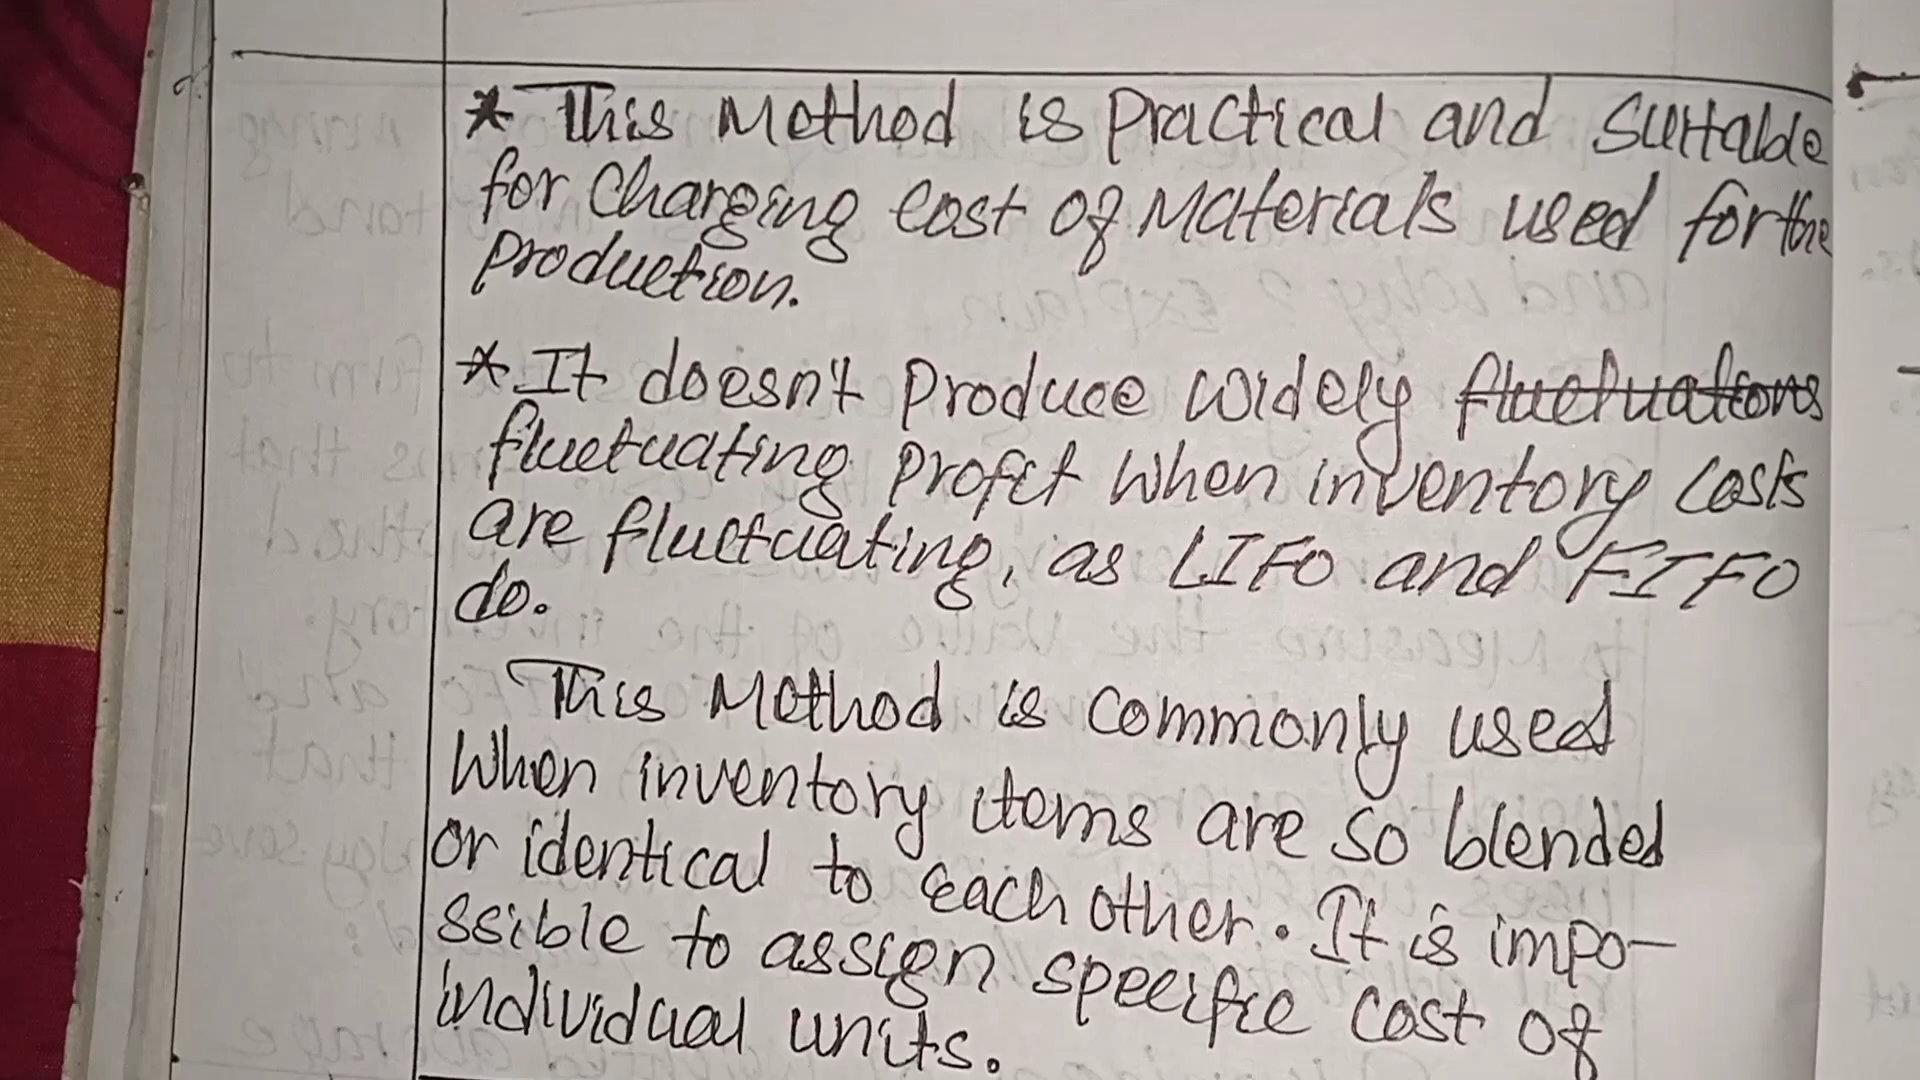 * This Method is practical and suitable
for charging cost of Materials used for the
production.
* It doesn't produce widely fluctuations
fluctuating profit when inventory costs
are fluctuating, as LIFO and FIFO
do.
This Method is commonly used
When inventory items are so blended
or identical to each other. It is impo-
ssible to assign specific cost of
individual units.